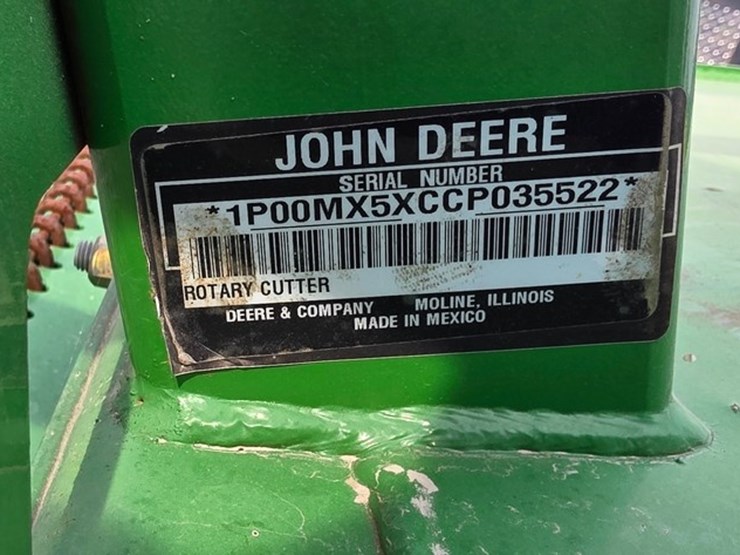 JOHN DEERE
SERIAL NUMBER
*1P00MX5XCCP035522*
ROTARY CUTTER
DEERE & COMPANY MOLINE, ILLINOIS
MADE IN MEXICO